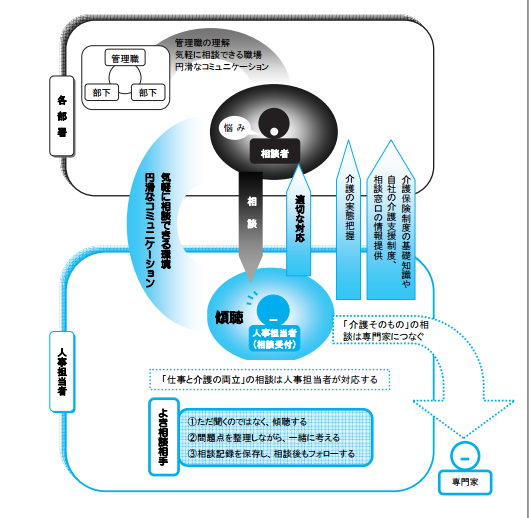 管理職の理解
気軽に相談できる職場
円滑なコミュニケーション
管理職
部下
部下
各部署
悩み
相談者
気軽に相談できる環境
円滑なコミュニケーション
相談
適切な対応
介護の実態把握
介護保険制度の基礎知識や
自社の介護支援制度、
相談窓口の情報提供
傾聴
人事担当者
(相談受付)
人事担当者
「介護そのもの」の相
談は専門家につなぐ
「仕事と介護の両立」の相談は人事担当者が対応する
よき相談相手
①ただ聞くのではなく、傾聴する
②問題点を整理しながら、一緒に考える
③相談記録を保存し、相談後もフォローする
専門家